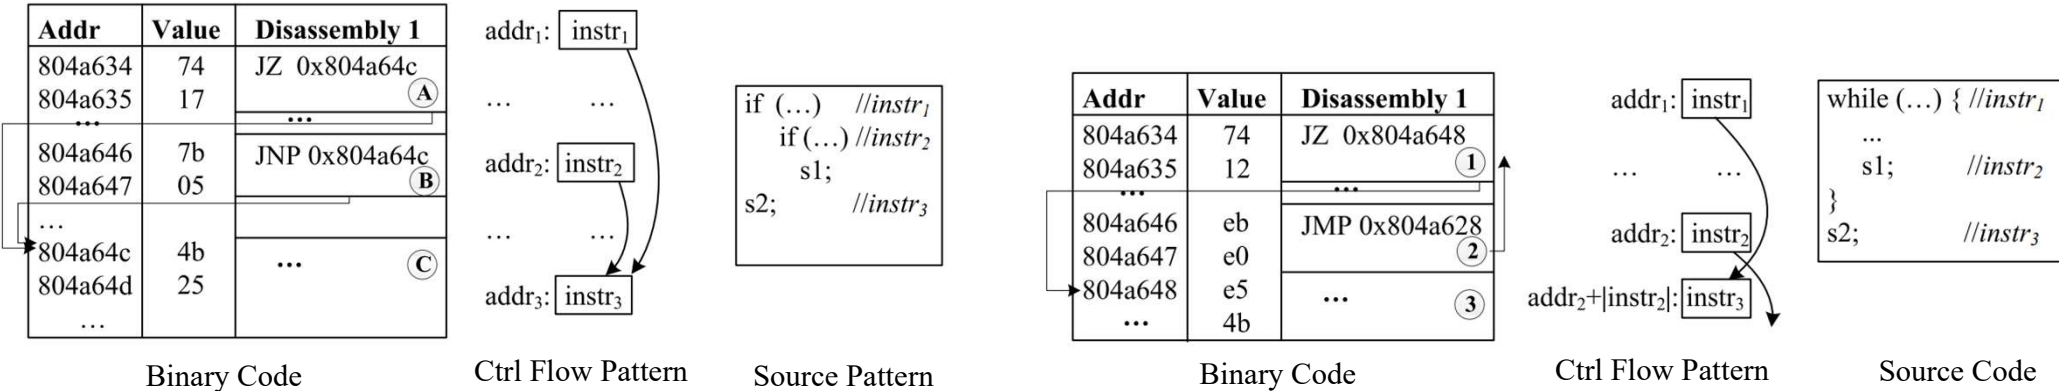 Addr Value Disassembly 1
804a634 74 JZ 0x804a64c
804a635 17 A
... ...
804a646 7b JNP 0x804a64c
804a647 05 B
...
804a64c 4b ... C
804a64d 25
...
Binary Code
addr1: instr1
... ...
addr2: instr2
... ...
addr3: instr3
Ctrl Flow Pattern
if (...) //instr1
if(...) //instr2
s1;
s2; //instr3
Source Pattern
Addr Value Disassembly 1
804a634 74 JZ 0x804a648
804a635 12 1
... ...
804a646 eb JMP 0x804a628
804a647 e0 2
804a648 e5 ... 3
... 4b
Binary Code
addr1: instr1
... ...
addr2: instr2
addr2+|instr2|: instr3
Ctrl Flow Pattern
while (...) { //instr1
...
s1; //instr2
}
s2; //instr3
Source Code